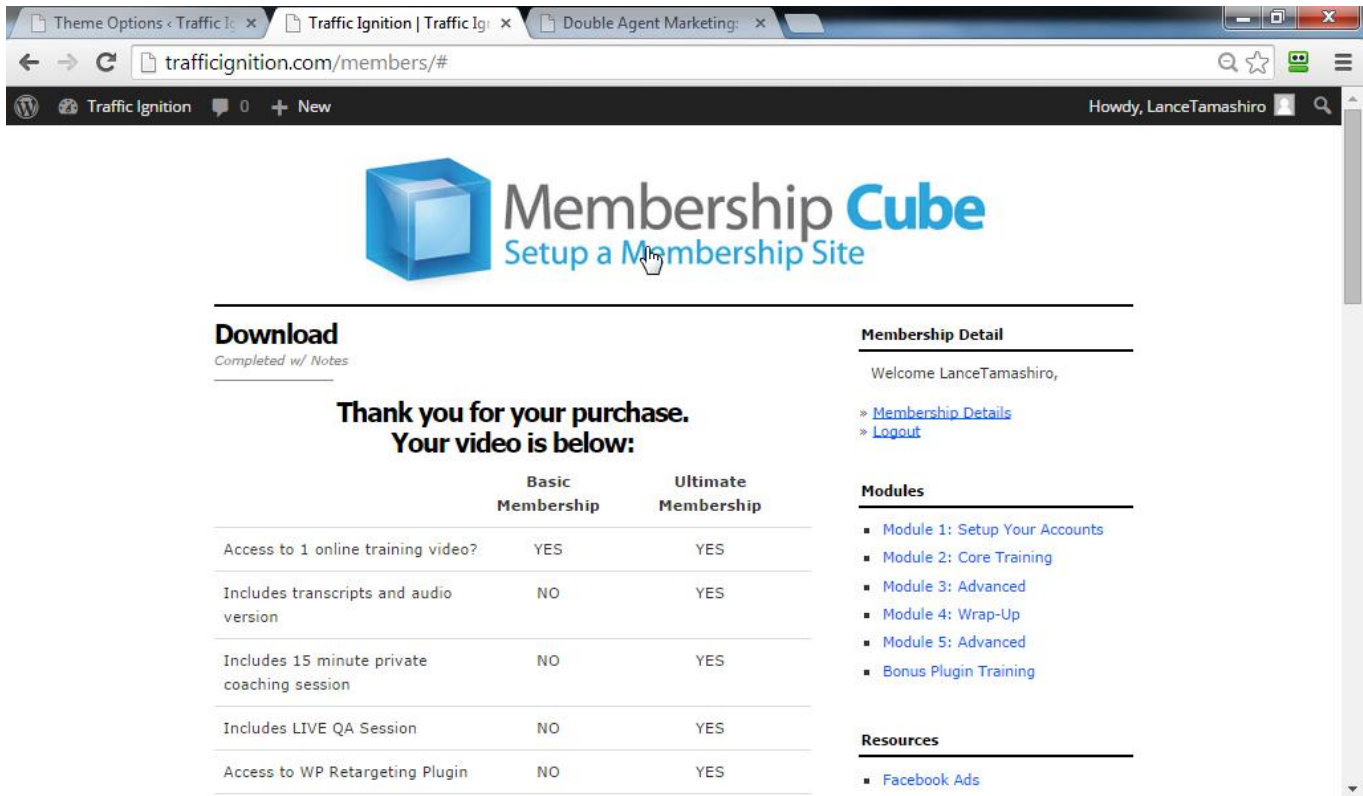 Theme Options ‹ Traffic Ig
Traffic Ignition | Traffic Igr
Double Agent Marketing:
trafficignition.com/members/#
Traffic Ignition 0 + New
Howdy, LanceTamashiro
Membership Cube
Setup a Membership Site
Download
Completed w/ Notes
Thank you for your purchase.
Your video is below:
Basic Membership Ultimate Membership
Access to 1 online training video? YES YES
Includes transcripts and audio version NO YES
Includes 15 minute private coaching session NO YES
Includes LIVE QA Session NO YES
Access to WP Retargeting Plugin NO YES
Membership Detail
Welcome LanceTamashiro,
» Membership Details
» Logout
Modules
Module 1: Setup Your Accounts
Module 2: Core Training
Module 3: Advanced
Module 4: Wrap-Up
Module 5: Advanced
Bonus Plugin Training
Resources
Facebook Ads